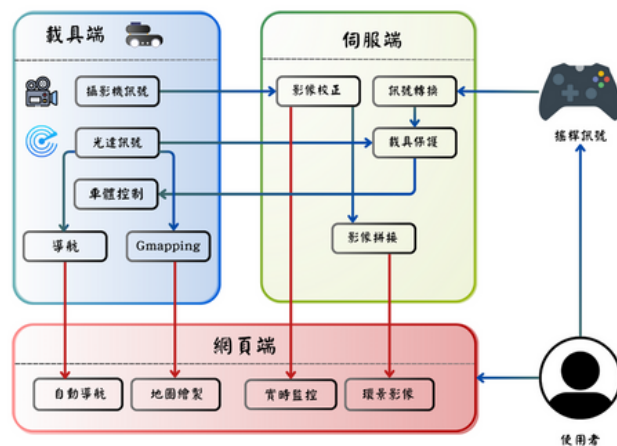 載具端
伺服端
攝影機訊號
影像校正
訊號轉換
搖桿訊號
光達訊號
載具保護
車體控制
導航
Gmapping
影像拼接
網頁端
自動導航
地圖繪製
實時監控
環景影像
使用者